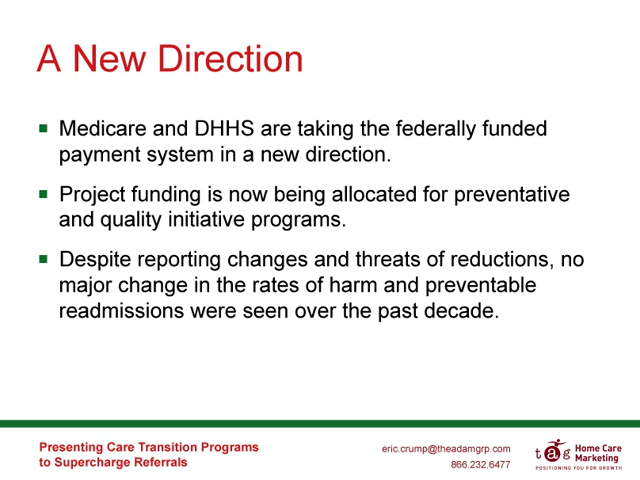 A New Direction
Medicare and DHHS are taking the federally funded
payment system in a new direction.
Project funding is now being allocated for preventative
and quality initiative programs.
Despite reporting changes and threats of reductions, no
major change in the rates of harm and preventable
readmissions were seen over the past decade.
Presenting Care Transition Programs
to Supercharge Referrals
eric.crump@theadamgrp.com
866.232.6477
tag Home Care
Marketing
POSITIONING YOU FOR GROWTH